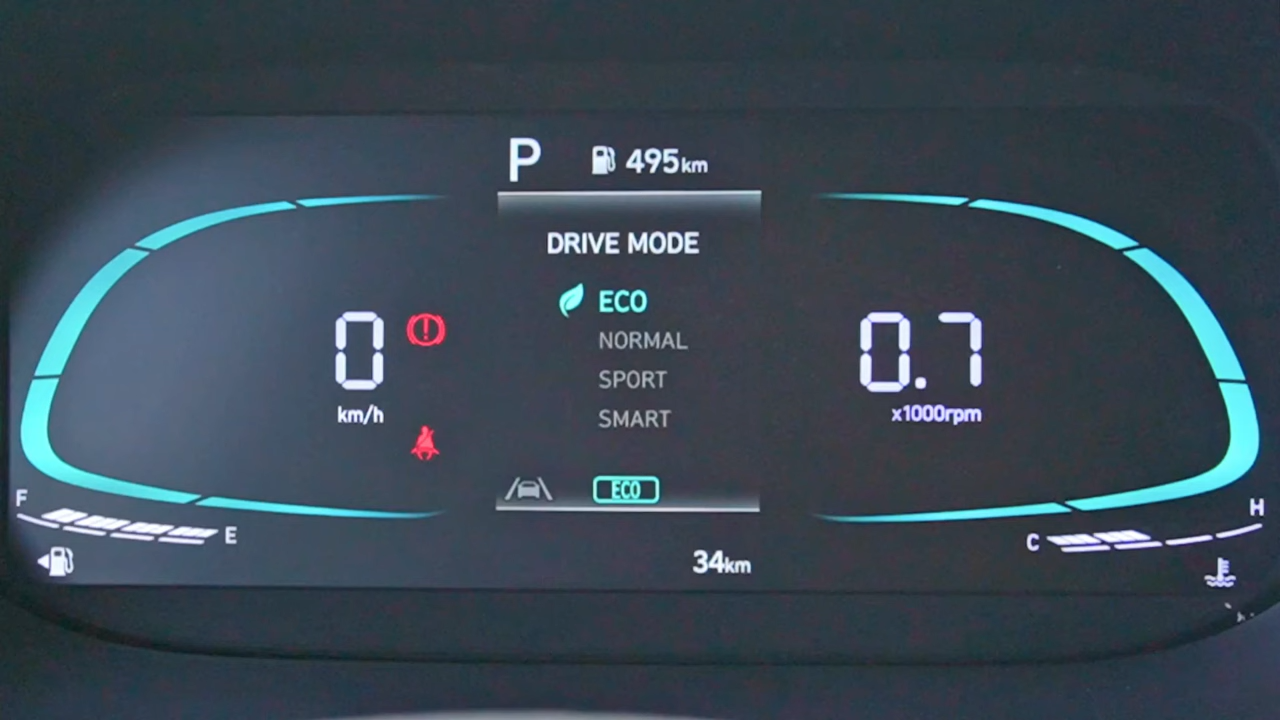 P 495km
DRIVE MODE
ECO
NORMAL
SPORT
SMART
0
km/h
0.7
x1000rpm
ECO
F
E
C
H
34km